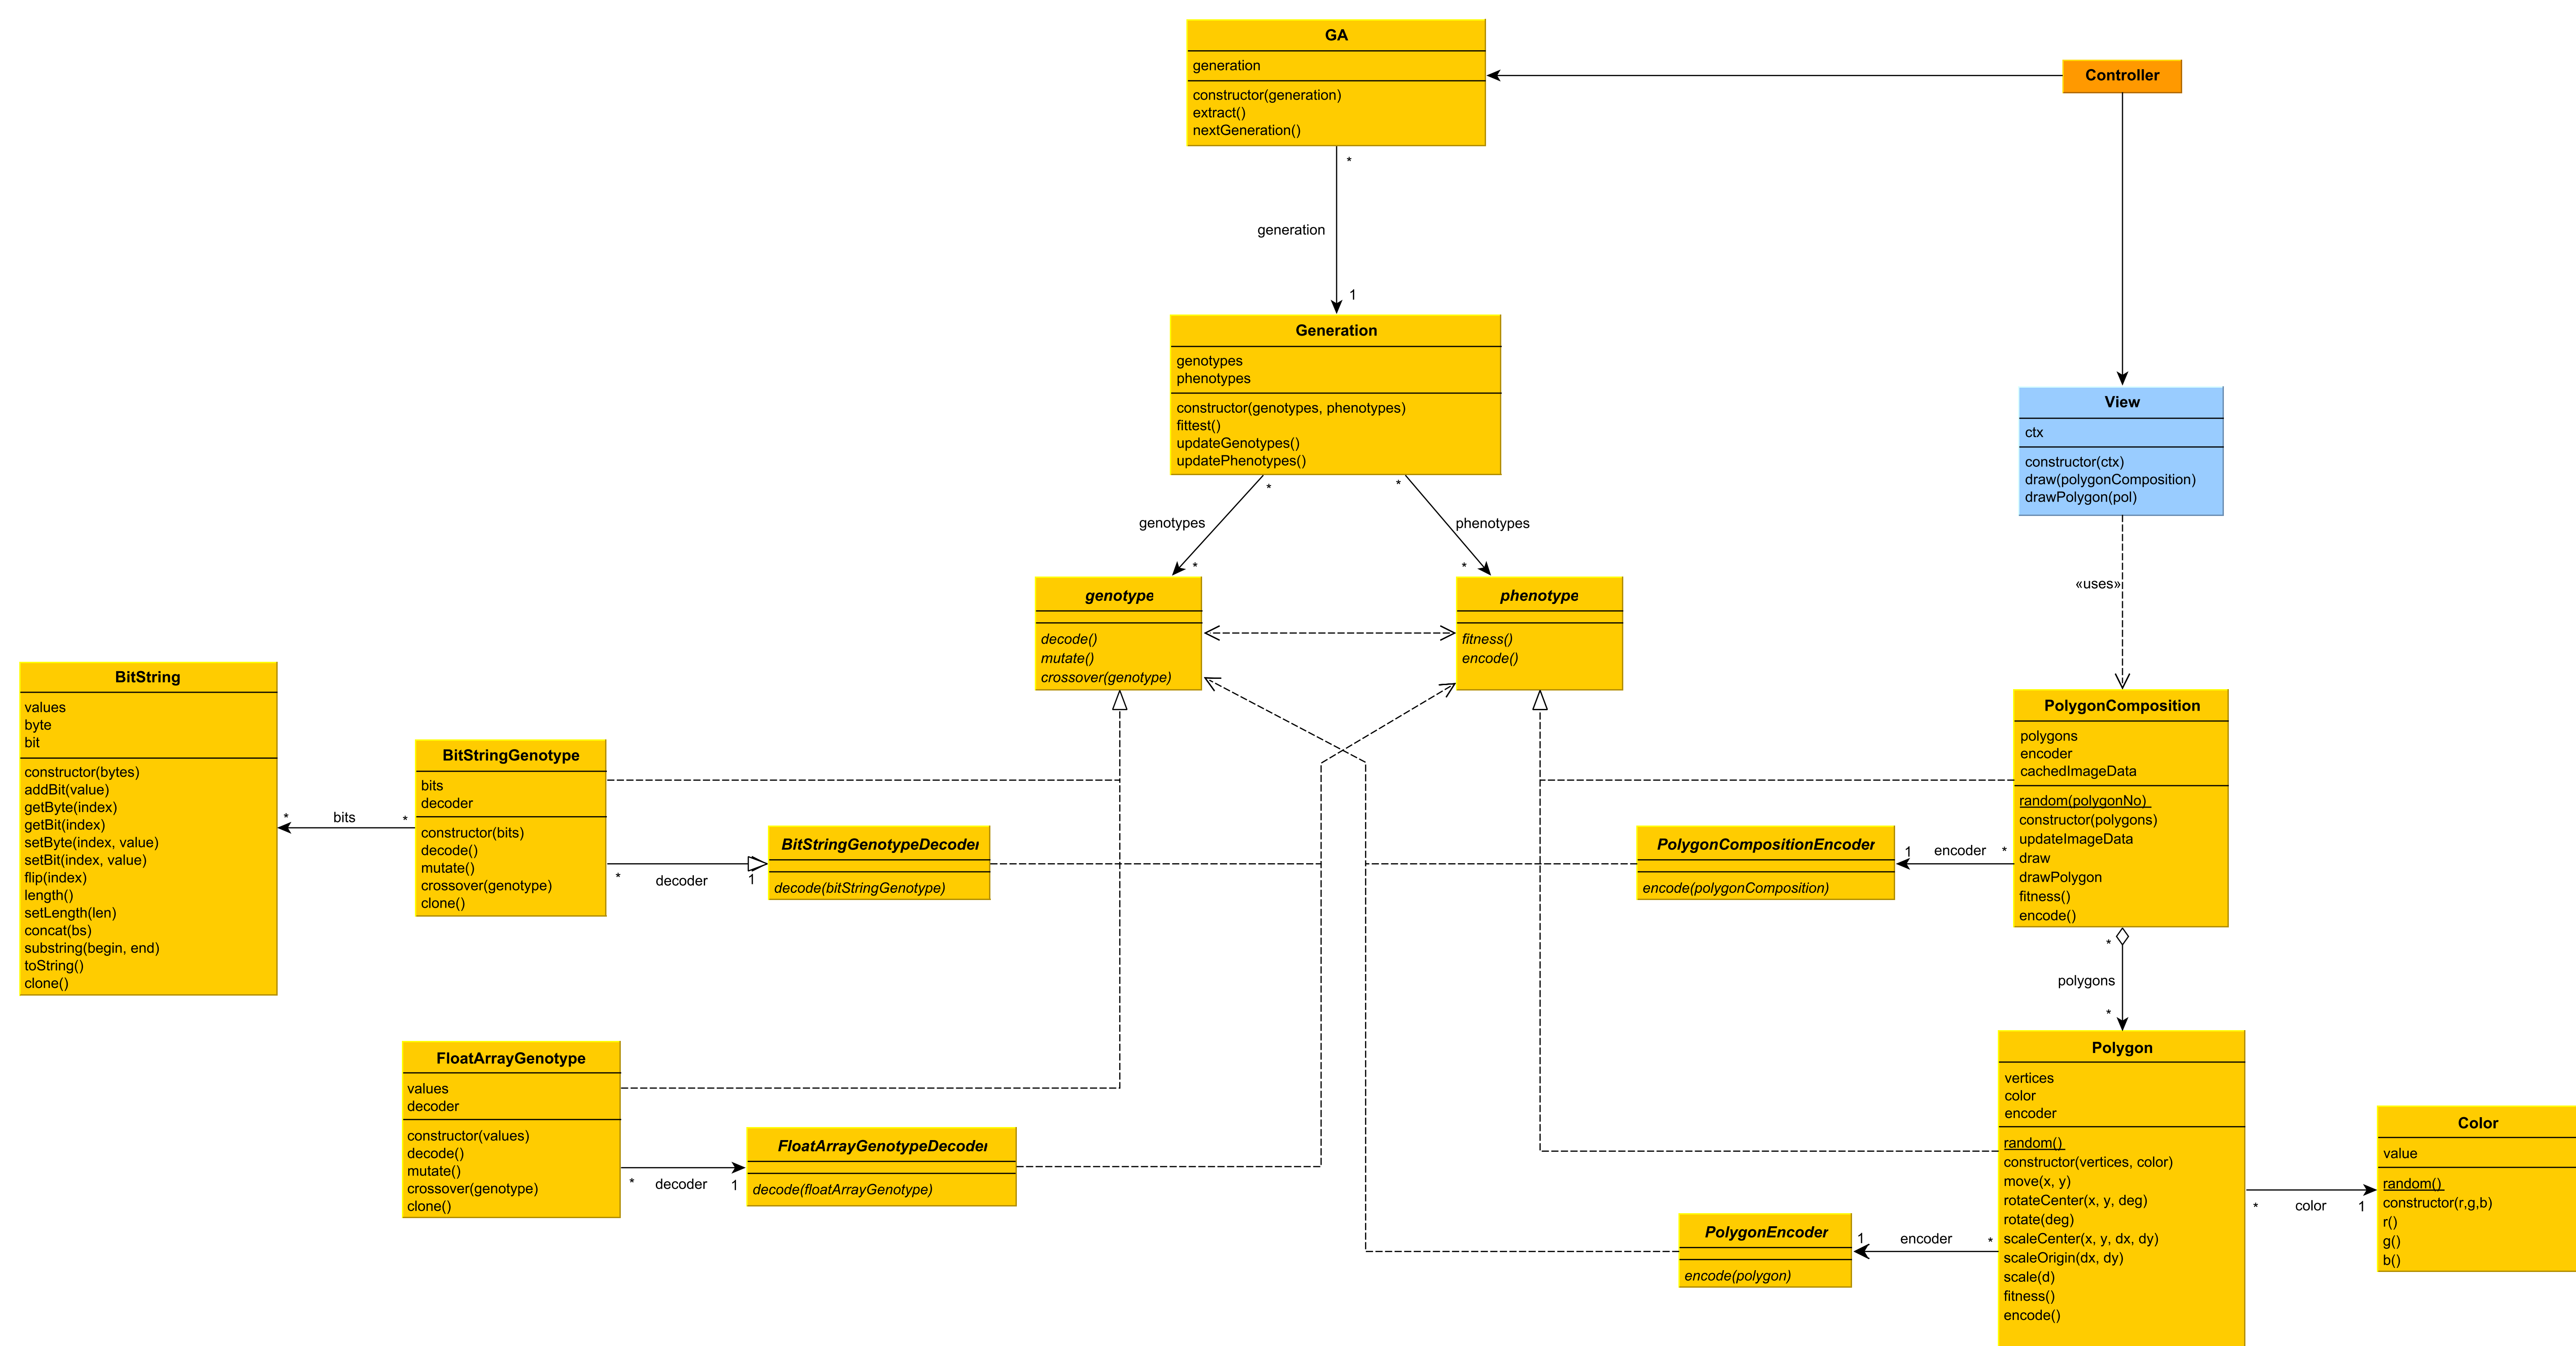 GA
generation
constructor(generation)
extract()
nextGeneration()
Controller
*
generation
1
Generation
genotypes
phenotypes
constructor(genotypes, phenotypes)
fittest()
updateGenotypes()
updatePhenotypes()
View
ctx
constructor(ctx)
draw(polygonComposition)
drawPolygon(pol)
*
*
genotypes
phenotypes
*
*
«uses»
genotype
decode()
mutate()
crossover(genotype)
phenotype
fitness()
encode()
BitString
values
byte
bit
constructor(bytes)
addBit(value)
getByte(index)
getBit(index)
setByte(index, value)
setBit(index, value)
flip(index)
length()
setLength(len)
concat(bs)
substring(begin, end)
toString()
clone()
* bits *
BitStringGenotype
bits
decoder
constructor(bits)
decode()
mutate()
crossover(genotype)
clone()
* decoder 1
BitStringGenotypeDecoder
decode(bitStringGenotype)
PolygonCompositionEncoder
encode(polygonComposition)
1 encoder *
PolygonComposition
polygons
encoder
cachedImageData
random(polygonNo)
constructor(polygons)
updateImageData
draw
drawPolygon
fitness()
encode()
*
polygons
*
FloatArrayGenotype
values
decoder
constructor(values)
decode()
mutate()
crossover(genotype)
clone()
* decoder 1
FloatArrayGenotypeDecoder
decode(floatArrayGenotype)
PolygonEncoder
encode(polygon)
1 encoder *
Polygon
vertices
color
encoder
random()
constructor(vertices, color)
move(x, y)
rotateCenter(x, y, deg)
rotate(deg)
scaleCenter(x, y, dx, dy)
scaleOrigin(dx, dy)
scale(d)
fitness()
encode()
* color 1
Color
value
random()
constructor(r,g,b)
r()
g()
b()